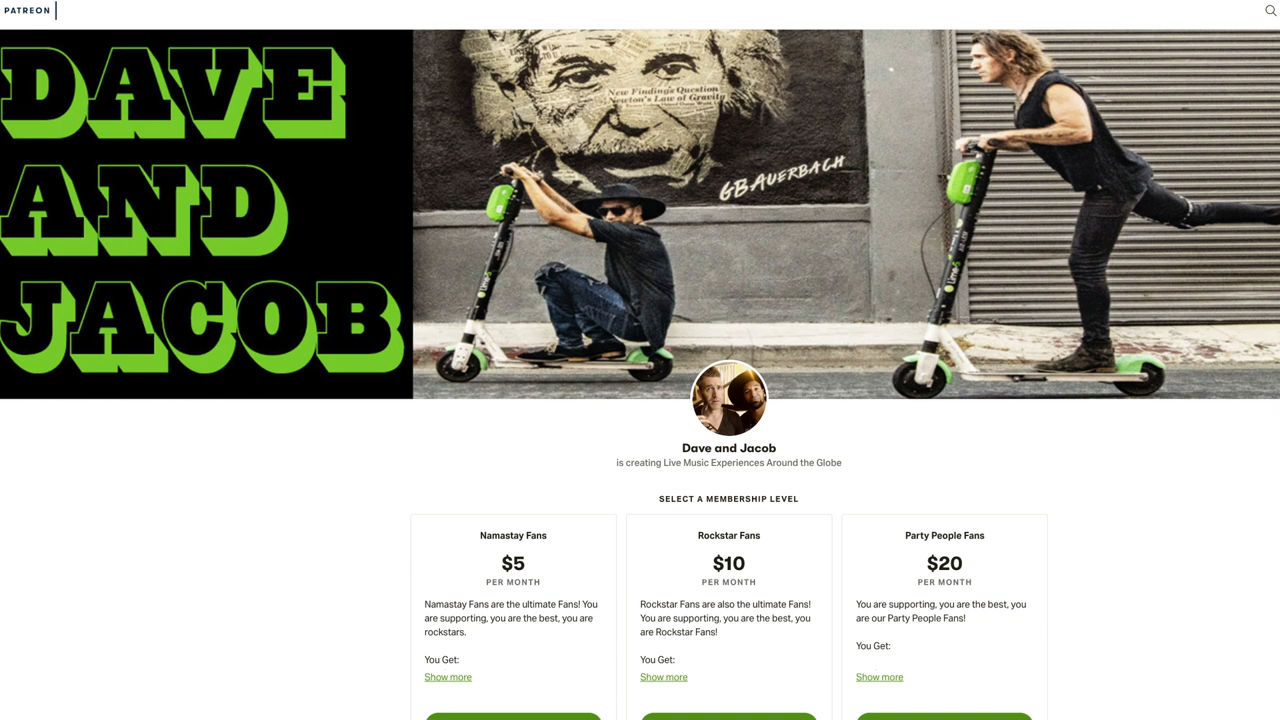 PATREON
DAVE
AND
JACOB
New Findings Question
Newton's Law of Gravity
GBAUERBACH
Dave and Jacob
is creating Live Music Experiences Around the Globe
SELECT A MEMBERSHIP LEVEL
Namastay Fans
$5
PER MONTH
Namastay Fans are the ultimate Fans! You
are supporting, you are the best, you are
rockstars.
You Get:
Show more
Rockstar Fans
$10
PER MONTH
Rockstar Fans are also the ultimate Fans!
You are supporting, you are the best, you
are Rockstar Fans!
You Get:
Show more
Party People Fans
$20
PER MONTH
You are supporting, you are the best, you
are our Party People Fans!
You Get:
Show more